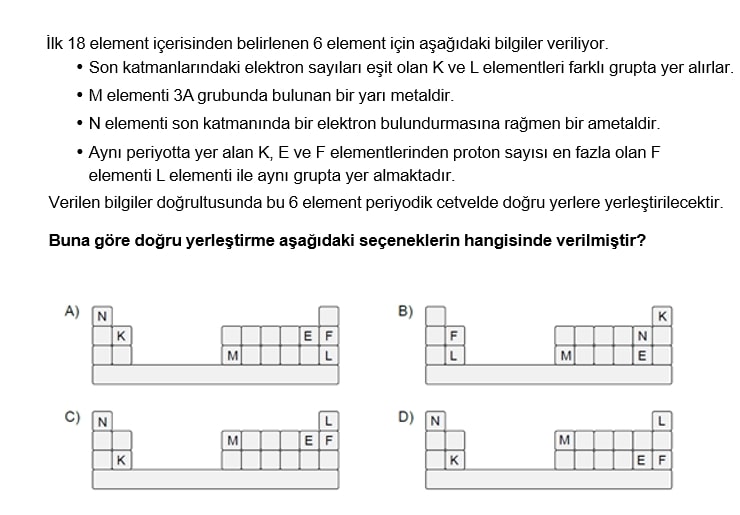 İlk 18 element içerisinden belirlenen 6 element için aşağıdaki bilgiler veriliyor.
• Son katmanlarındaki elektron sayıları eşit olan K ve L elementleri farklı grupta yer alırlar.
• M elementi 3A grubunda bulunan bir yarı metaldir.
• N elementi son katmanında bir elektron bulundurmasına rağmen bir ametaldir.
• Aynı periyotta yer alan K, E ve F elementlerinden proton sayısı en fazla olan F
elementi L elementi ile aynı grupta yer almaktadır.
Verilen bilgiler doğrultusunda bu 6 element periyodik cetvelde doğru yerlere yerleştirilecektir.
Buna göre doğru yerleştirme aşağıdaki seçeneklerin hangisinde verilmiştir?
A)
N
K E F
M L
B)
K
F N
L M E
C)
N L
M E F
K
D)
N L
M
K E F